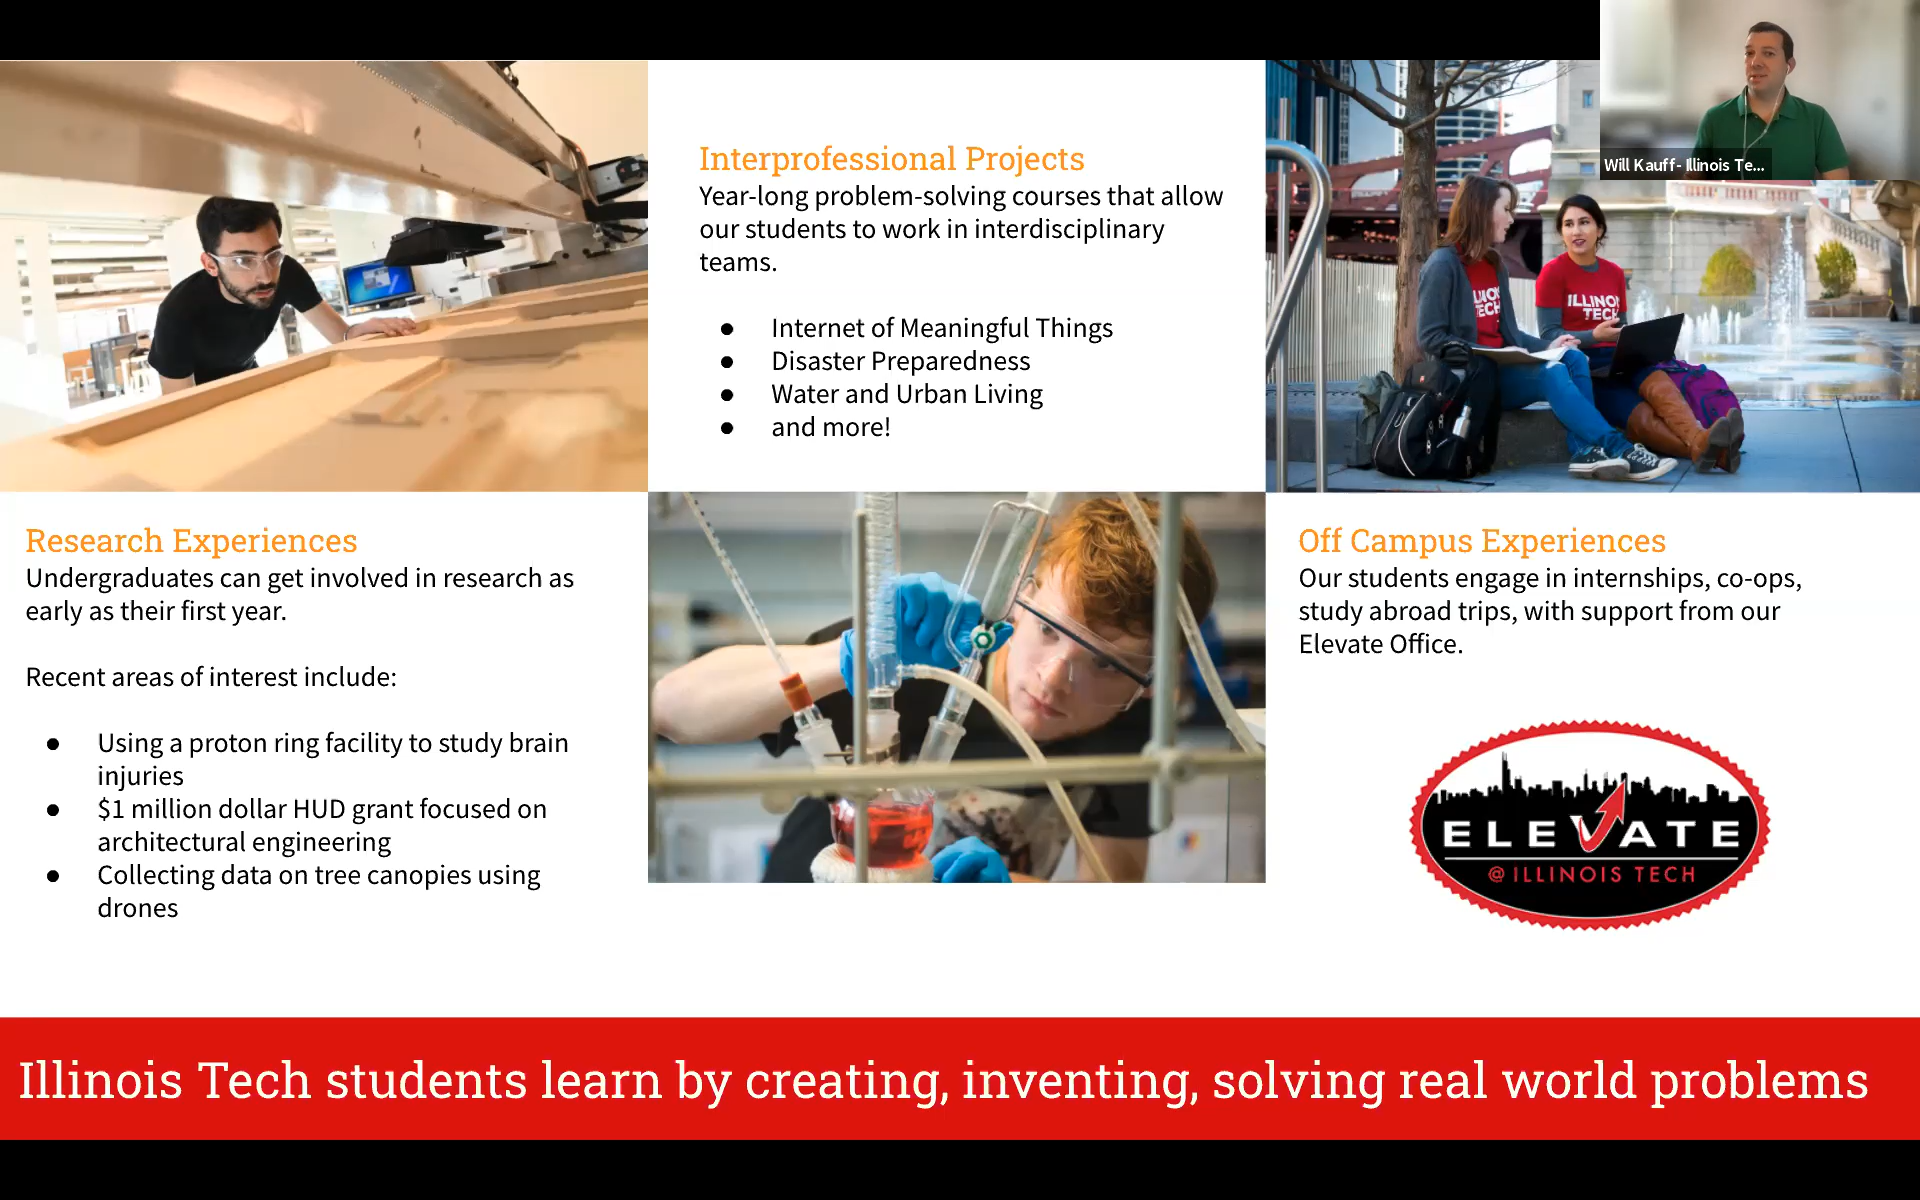 Will Kauff- Illinois Te...
Interprofessional Projects
Year-long problem-solving courses that allow
our students to work in interdisciplinary
teams.
● Internet of Meaningful Things
● Disaster Preparedness
● Water and Urban Living
● and more!
ILLINOI
TECH
Research Experiences
Undergraduates can get involved in research as
early as their first year.
Recent areas of interest include:
● Using a proton ring facility to study brain
injuries
● $1 million dollar HUD grant focused on
architectural engineering
● Collecting data on tree canopies using
drones
Off Campus Experiences
Our students engage in internships, co-ops,
study abroad trips, with support from our
Elevate Office.
ELEVATE
@ ILLINOIS TECH
Illinois Tech students learn by creating, inventing, solving real world problems